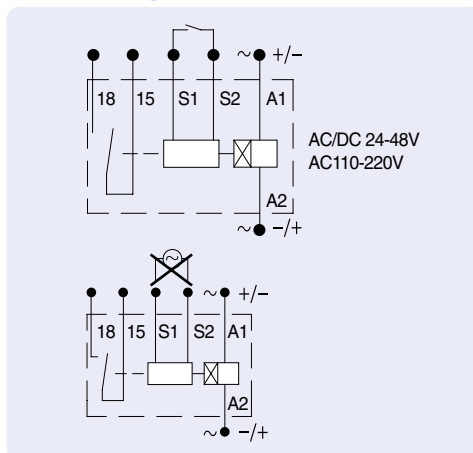 ~ +/−
18 15 S1 S2 A1
AC/DC 24-48V
AC110-220V
A2
~ −/+
~
~ +/−
18 15 S1 S2 A1
A2
~ −/+